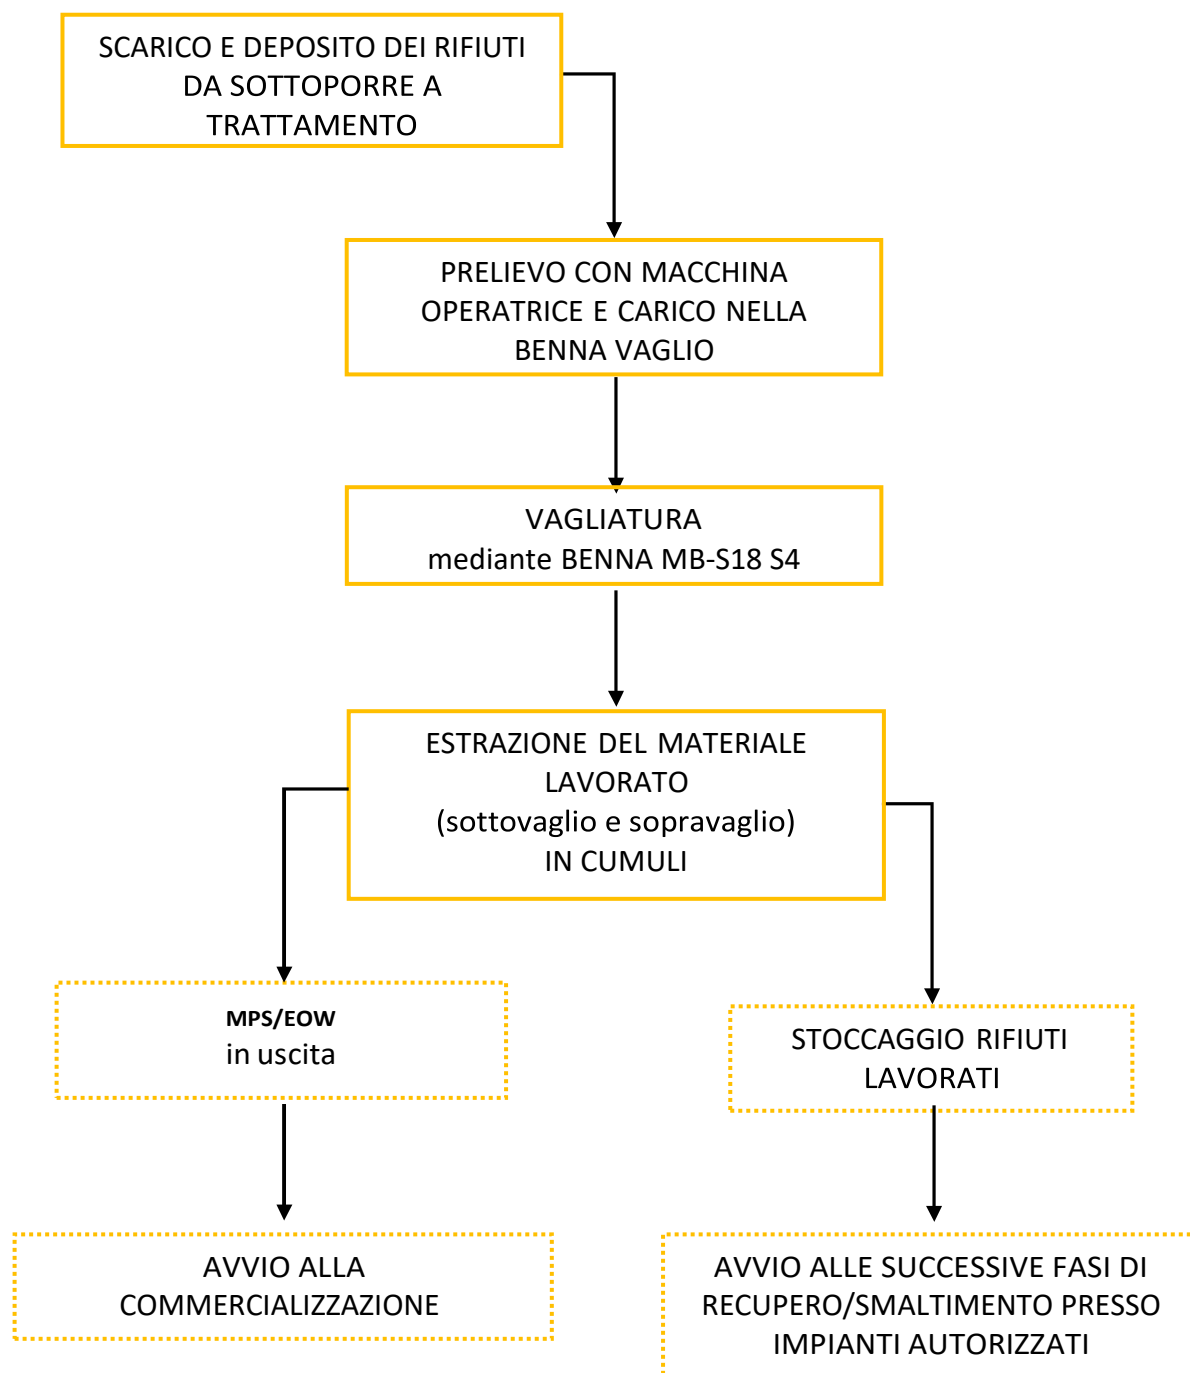 SCARICO E DEPOSITO DEI RIFIUTI
DA SOTTOPORRE A
TRATTAMENTO
PRELIEVO CON MACCHINA
OPERATRICE E CARICO NELLA
BENNA VAGLIO
VAGLIATURA
mediante BENNA MB-S18 S4
ESTRAZIONE DEL MATERIALE
LAVORATO
(sottovaglio e sopravaglio)
IN CUMULI
MPS/EOW
in uscita
STOCCAGGIO RIFIUTI
LAVORATI
AVVIO ALLA
COMMERCIALIZZAZIONE
AVVIO ALLE SUCCESSIVE FASI DI
RECUPERO/SMALTIMENTO PRESSO
IMPIANTI AUTORIZZATI